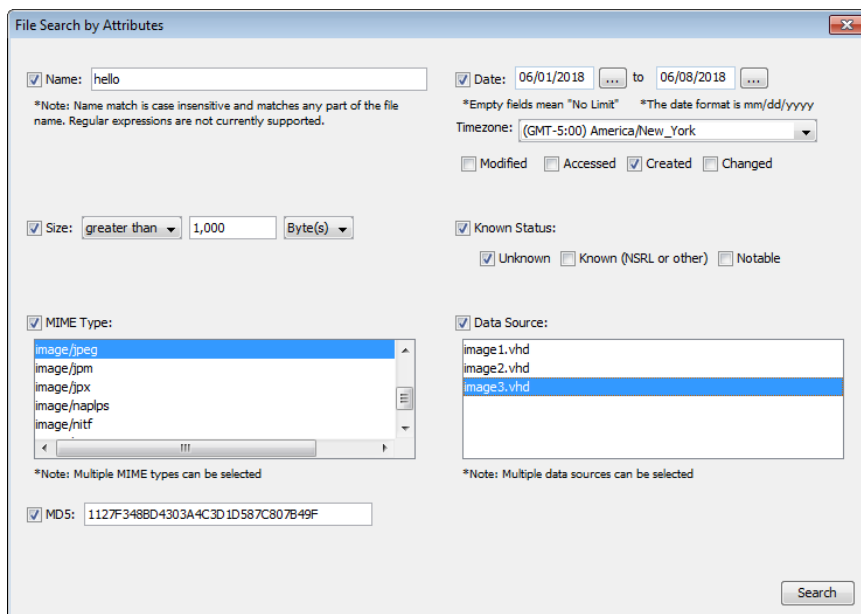 File Search by Attributes
Name: hello
*Note: Name match is case insensitive and matches any part of the file
name. Regular expressions are not currently supported.
Date: 06/01/2018 ... to 06/08/2018 ...
*Empty fields mean "No Limit" *The date format is mm/dd/yyyy
Timezone: (GMT-5:00) America/New_York
Modified Accessed Created Changed
Size: greater than 1,000 Byte(s)
Known Status:
Unknown Known (NSRL or other) Notable
MIME Type:
image/jpeg
image/jpm
image/jpx
image/naplps
image/nitf
*Note: Multiple MIME types can be selected
Data Source:
image1.vhd
image2.vhd
image3.vhd
*Note: Multiple data sources can be selected
MD5: 1127F348BD4303A4C3D1D587C807B49F
Search